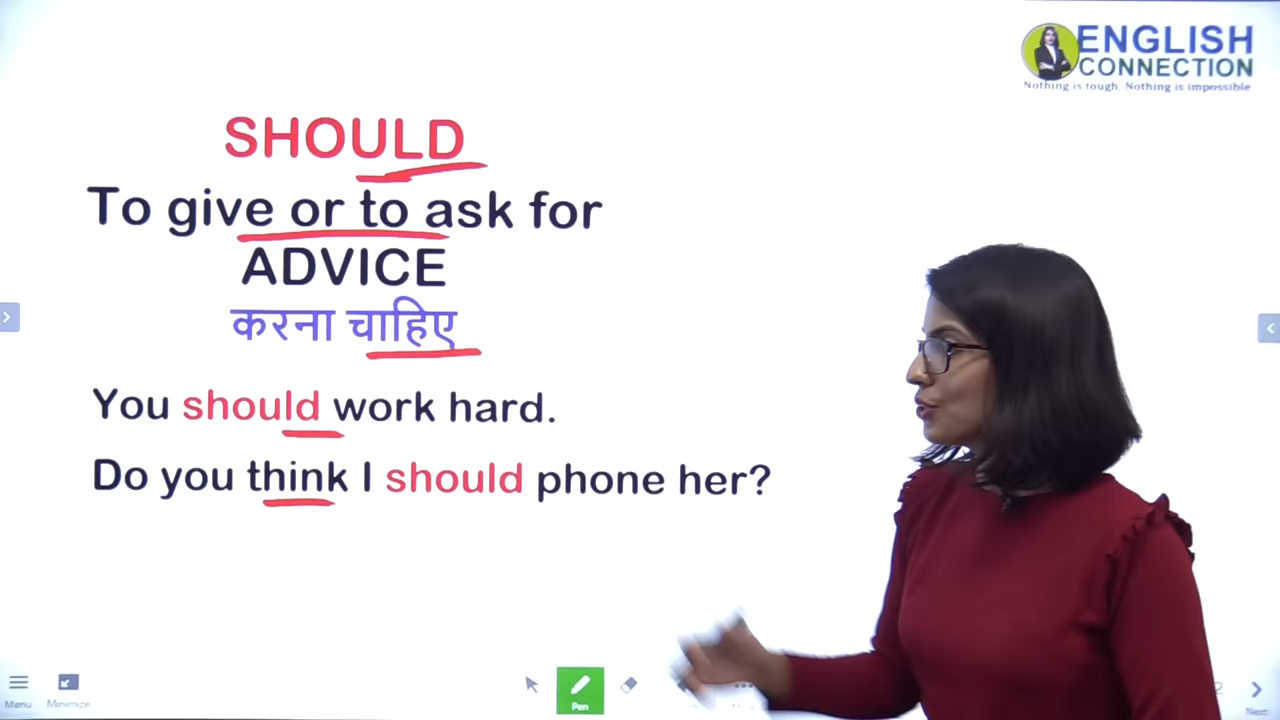 ENGLISH
CONNECTION
Nothing is tough, Nothing is impossible
SHOULD
To give or to ask for
ADVICE
करना चाहिए
You should work hard.
Do you think I should phone her?
Menu
Minimize
Pen
2
Next